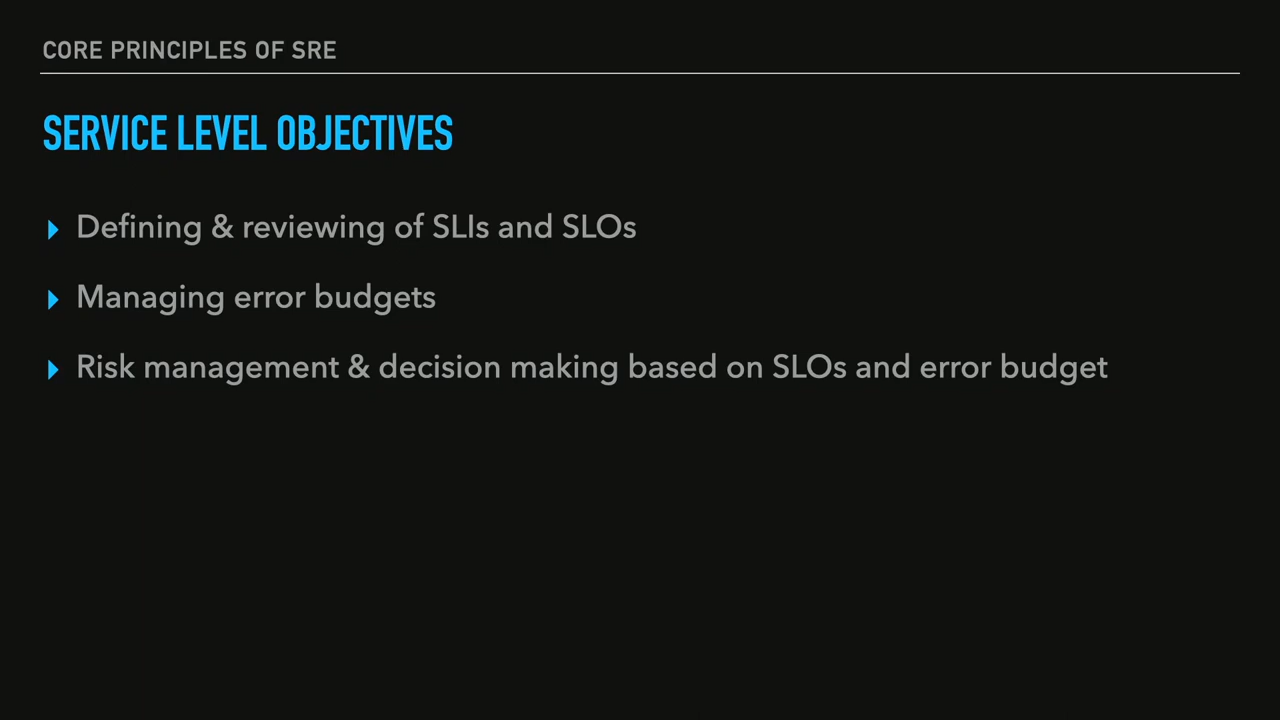 CORE PRINCIPLES OF SRE
SERVICE LEVEL OBJECTIVES
Defining & reviewing of SLIs and SLOs
Managing error budgets
Risk management & decision making based on SLOs and error budget